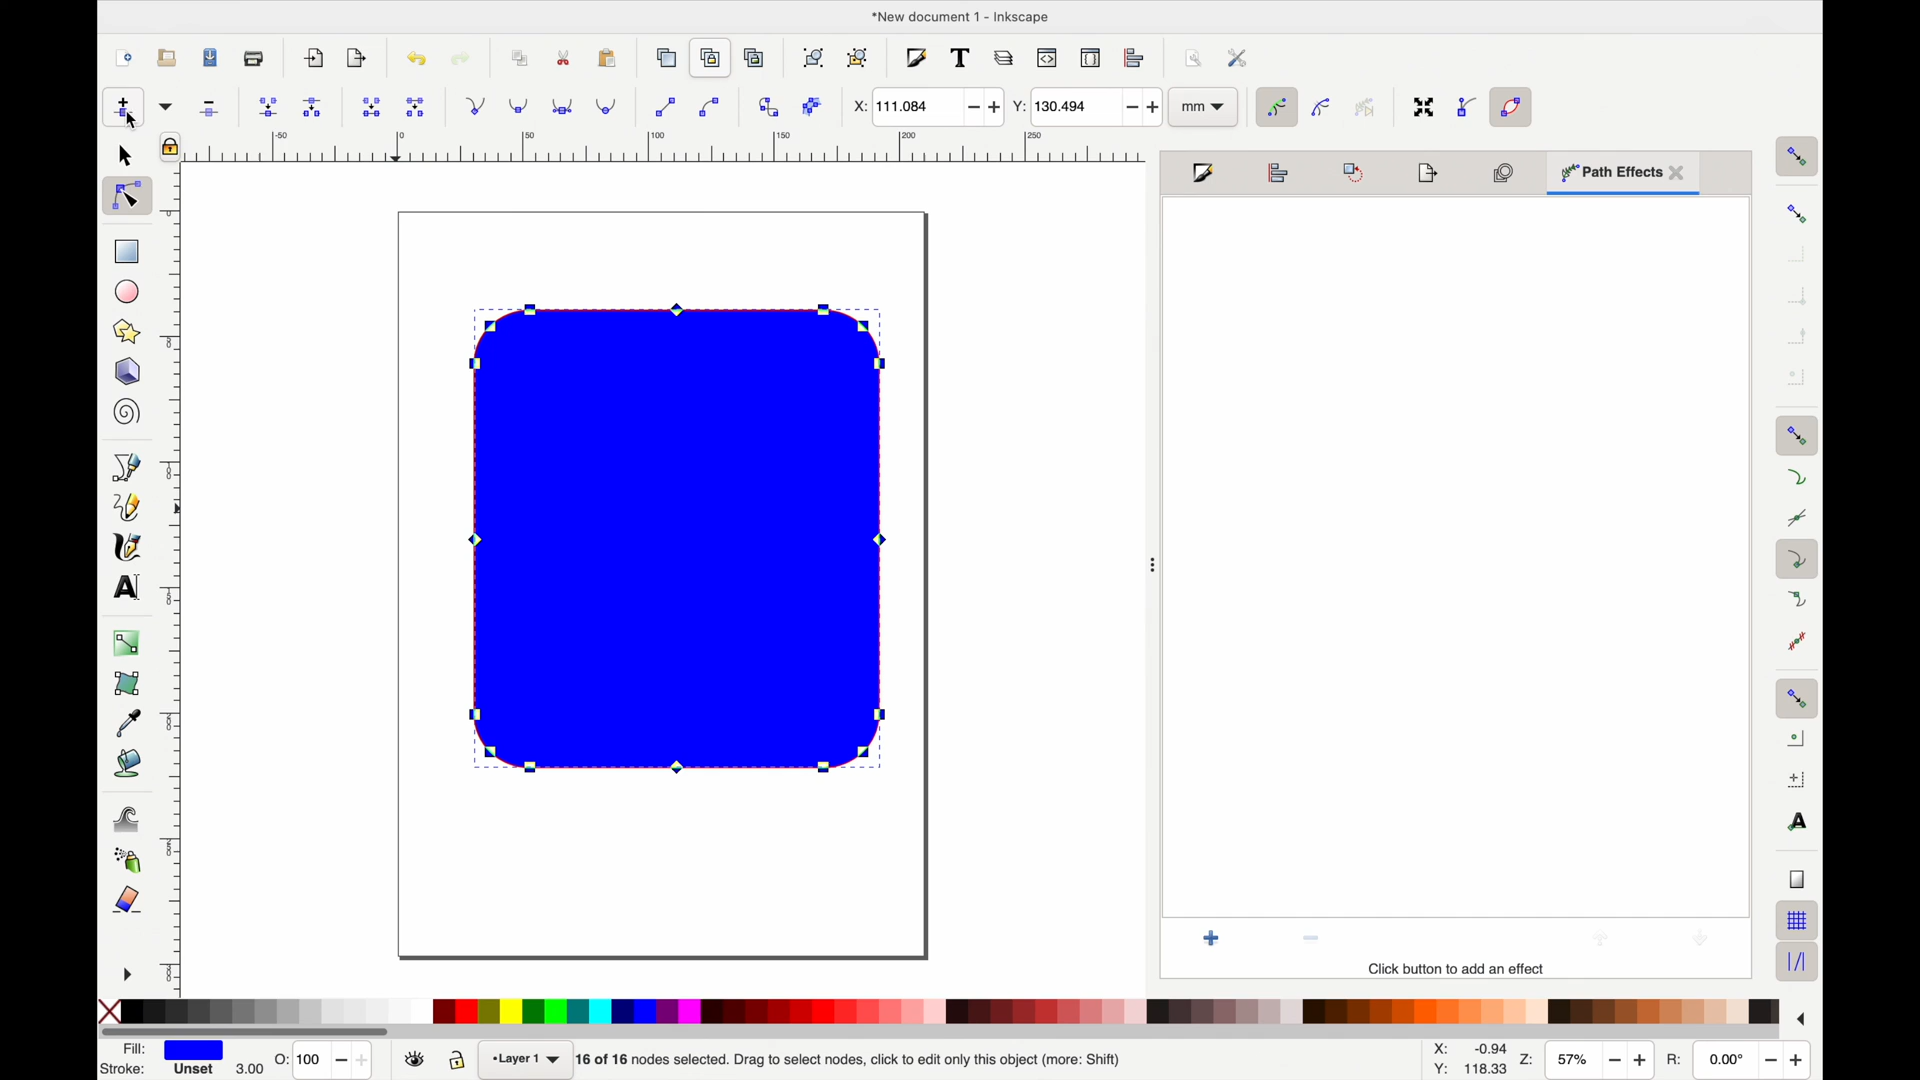 *New document 1 - Inkscape
X: 111.084 Y: 130.494 mm
-50 0 50 100 150 200 250
Path Effects
Click button to add an effect
Fill:
Stroke: Unset 3.00 O: 100 •Layer 1 16 of 16 nodes selected. Drag to select nodes, click to edit only this object (more: Shift) X: -0.94 Y: 118.33 Z: 57% R: 0.00°